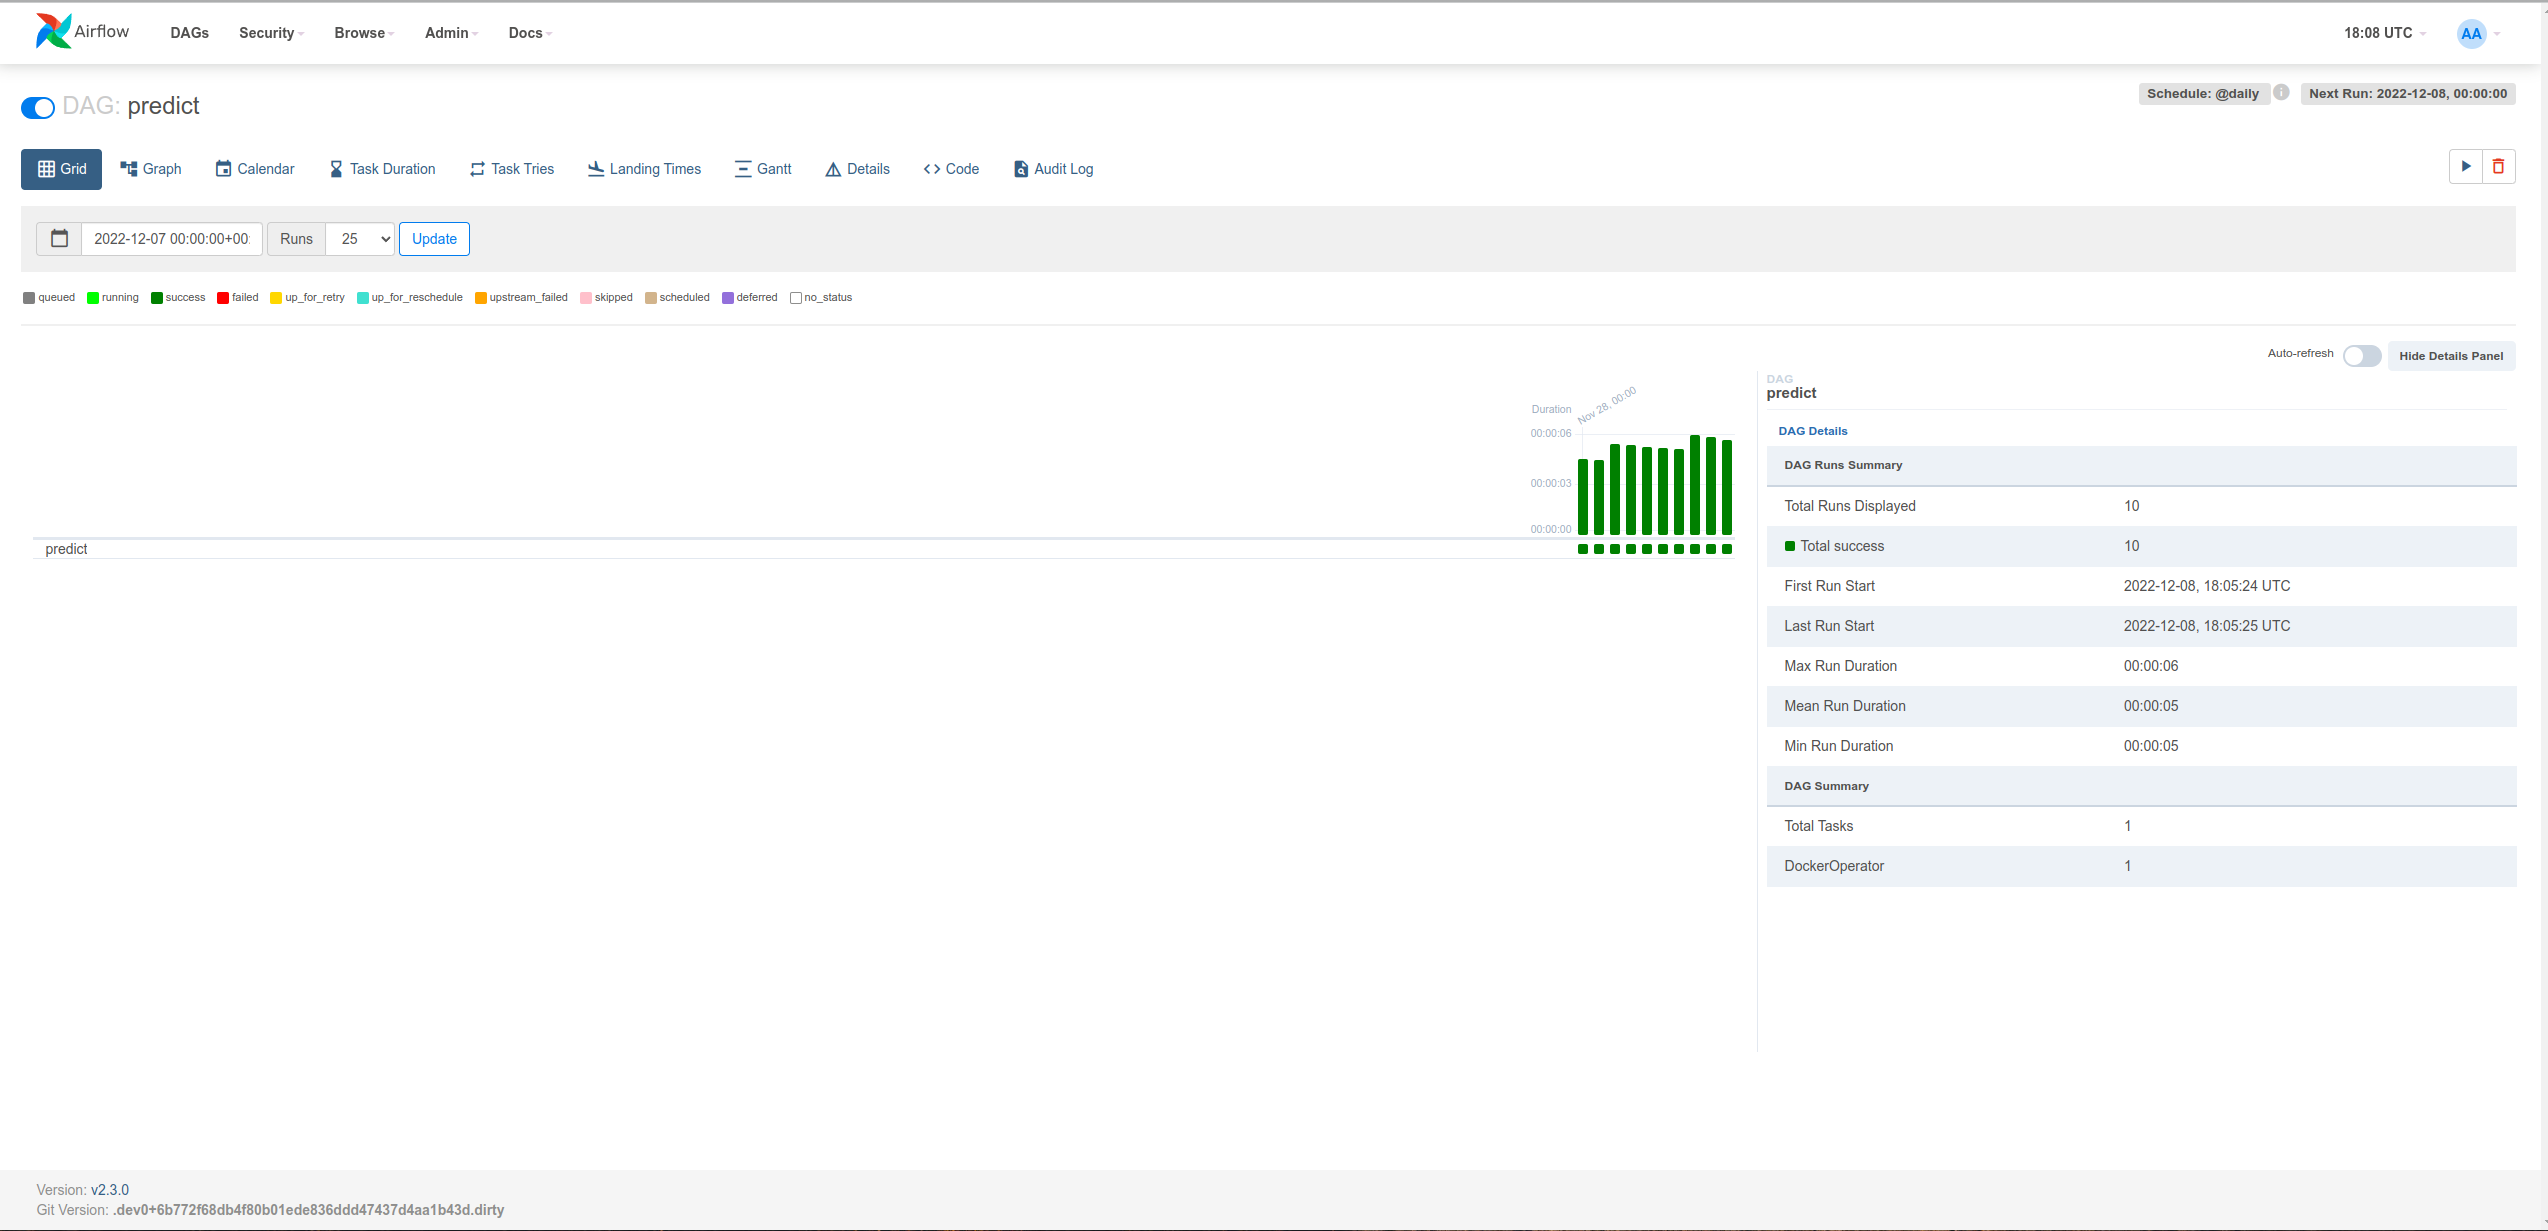 Airflow DAGs Security Browse Admin Docs 18:08 UTC AA
DAG: predict Schedule: @daily i Next Run: 2022-12-08, 00:00:00
Grid Graph Calendar Task Duration Task Tries Landing Times Gantt Details Code Audit Log
2022-12-07 00:00:00+00: Runs 25 Update
queued running success failed up_for_retry up_for_reschedule upstream_failed skipped scheduled deferred no_status
Auto-refresh Hide Details Panel
Duration
Nov 28, 00:00
00:00:06
00:00:03
00:00:00
predict
DAG
predict
DAG Details
DAG Runs Summary
Total Runs Displayed 10
Total success 10
First Run Start 2022-12-08, 18:05:24 UTC
Last Run Start 2022-12-08, 18:05:25 UTC
Max Run Duration 00:00:06
Mean Run Duration 00:00:05
Min Run Duration 00:00:05
DAG Summary
Total Tasks 1
DockerOperator 1
Version: v2.3.0
Git Version: .dev0+6b772f68db4f80b01ede836ddd47437d4aa1b43d.dirty